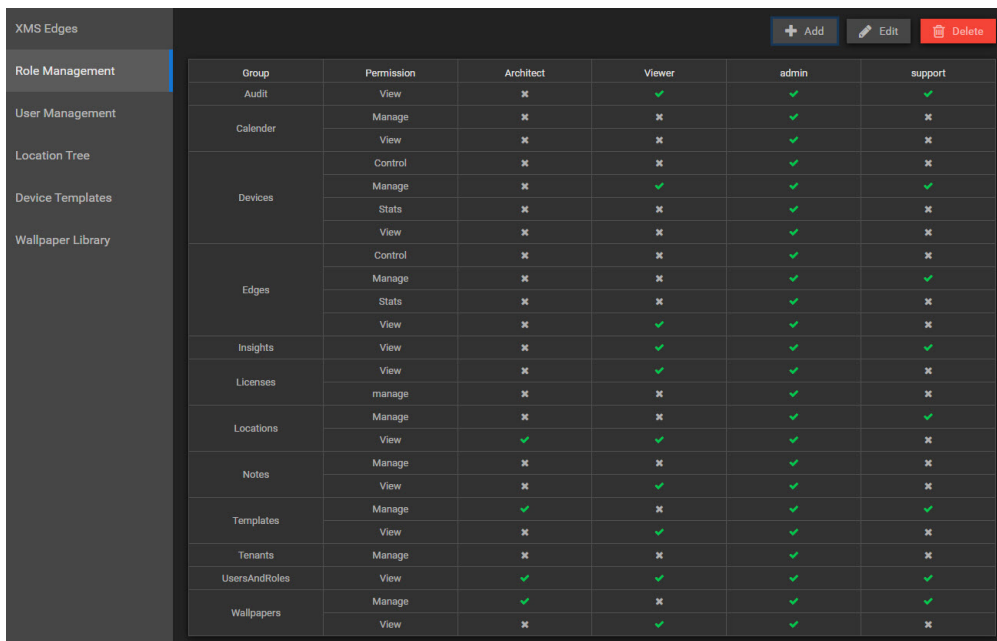 XMS Edges
Role Management
User Management
Location Tree
Device Templates
Wallpaper Library
Add Edit Delete
Group Permission Architect Viewer admin support
Audit View ✖ ✔ ✔ ✔
Calender Manage ✖ ✖ ✔ ✖
View ✖ ✖ ✔ ✖
Devices Control ✖ ✖ ✔ ✖
Manage ✖ ✔ ✔ ✔
Stats ✖ ✖ ✔ ✖
View ✖ ✖ ✔ ✖
Edges Control ✖ ✖ ✔ ✖
Manage ✖ ✖ ✔ ✔
Stats ✖ ✖ ✔ ✖
View ✖ ✔ ✔ ✖
Insights View ✖ ✔ ✔ ✔
Licenses View ✖ ✔ ✔ ✖
manage ✖ ✖ ✔ ✖
Locations Manage ✖ ✖ ✔ ✔
View ✔ ✔ ✔ ✖
Notes Manage ✖ ✖ ✔ ✖
View ✖ ✔ ✔ ✖
Templates Manage ✔ ✖ ✔ ✔
View ✖ ✔ ✔ ✖
Tenants Manage ✖ ✖ ✔ ✖
UsersAndRoles View ✔ ✔ ✔ ✔
Wallpapers Manage ✔ ✖ ✔ ✔
View ✖ ✔ ✔ ✖